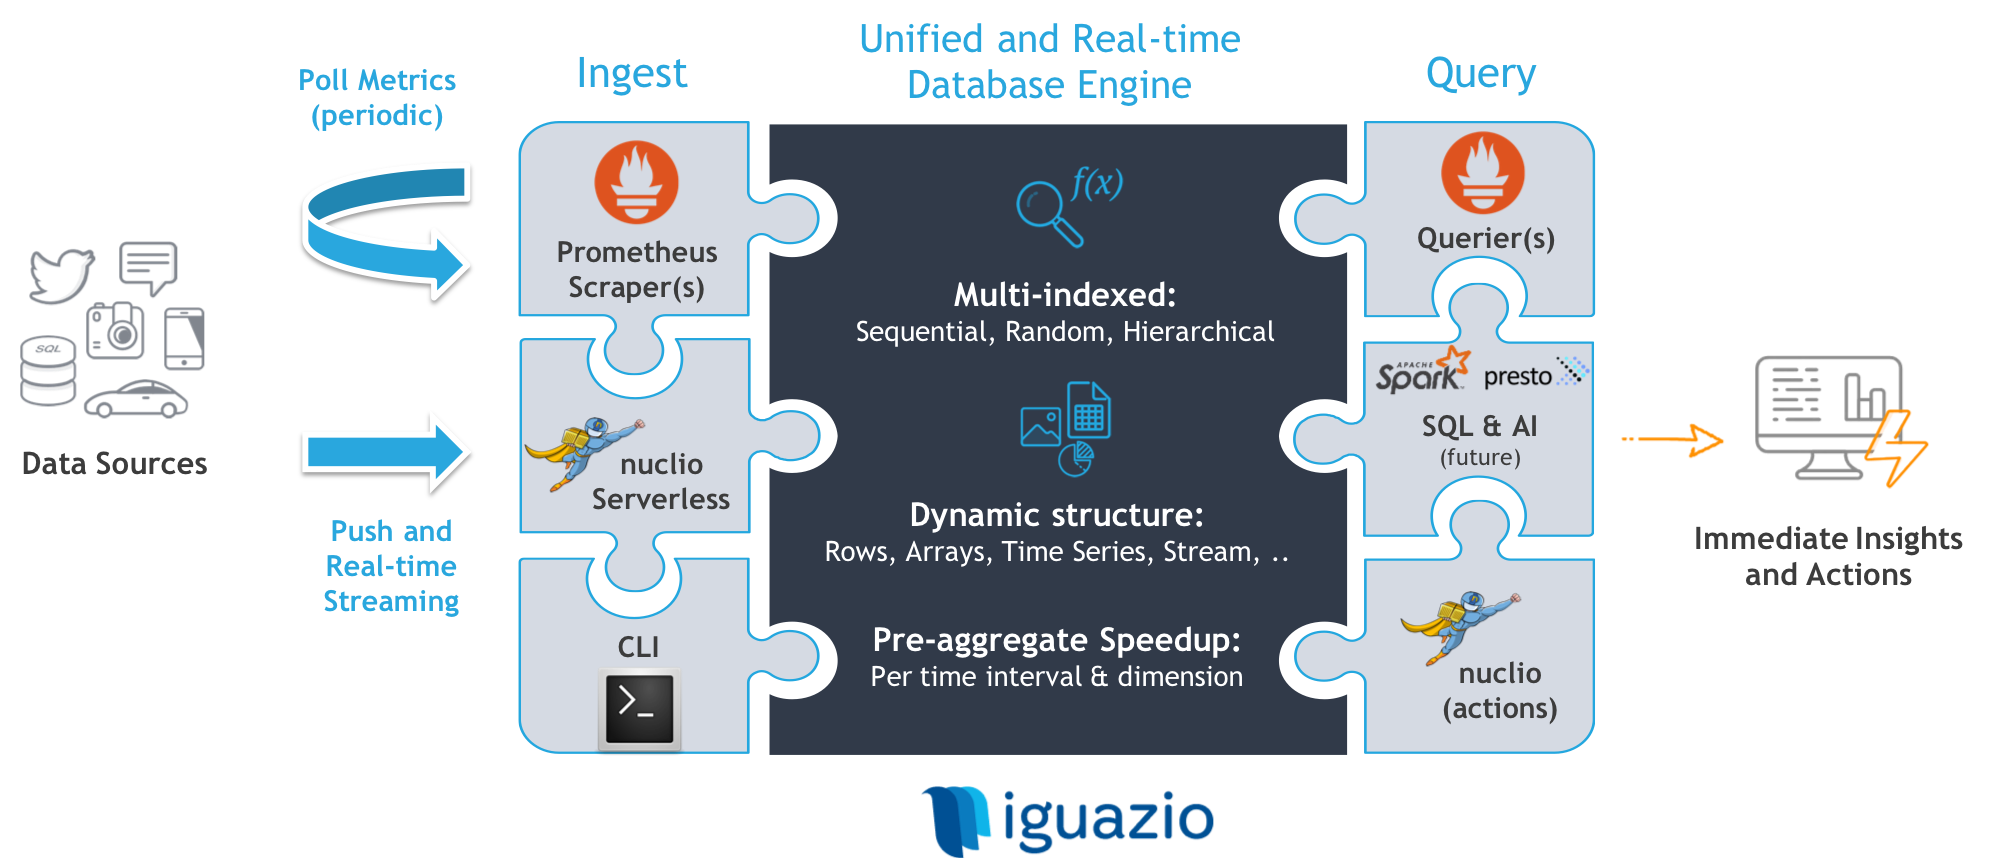 Unified and Real-time
Database Engine
Ingest
Query
Poll Metrics
(periodic)
Prometheus
Scraper(s)
f(x)
Querier(s)
Multi-indexed:
Sequential, Random, Hierarchical
SQL
Data Sources
nuclio
Serverless
APACHE
Spark
presto
SQL & AI
(future)
Dynamic structure:
Rows, Arrays, Time Series, Stream, ..
Push and
Real-time
Streaming
Immediate Insights
and Actions
CLI
>_
Pre-aggregate Speedup:
Per time interval & dimension
nuclio
(actions)
iguazio